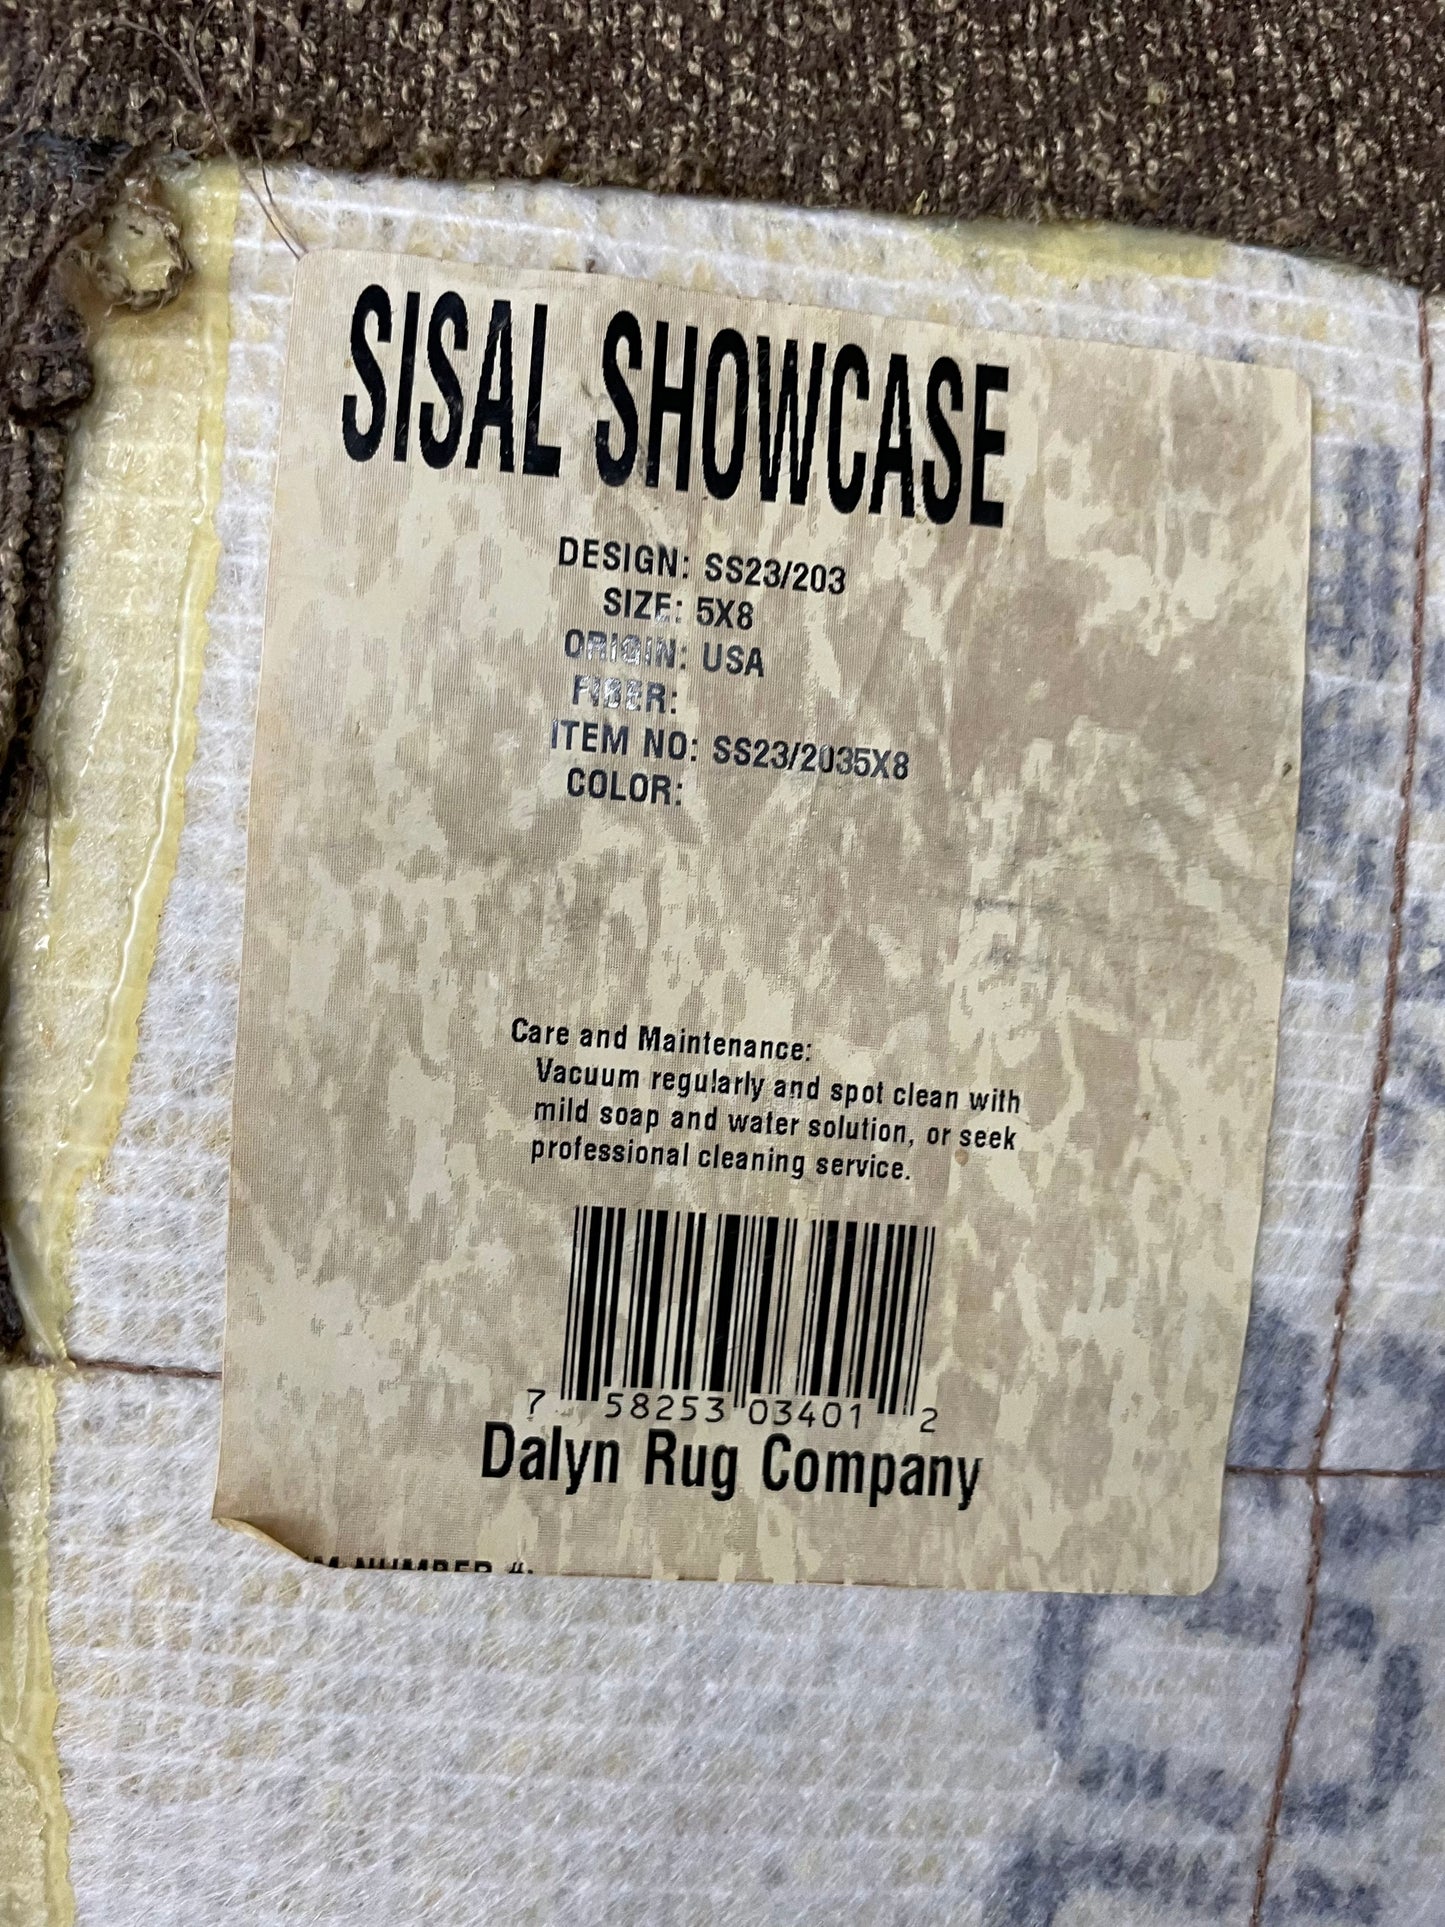 SISAL SHOWCASE
DESIGN: SS23/203
SIZE: 5X8
ORIGIN: USA
FIBER:
ITEM NO: SS23/2035X8
COLOR:
Care and Maintenance:
Vacuum regularly and spot clean with
mild soap and water solution, or seek
professional cleaning service.
7 58253 03401 2
Dalyn Rug Company
NUMBER #: